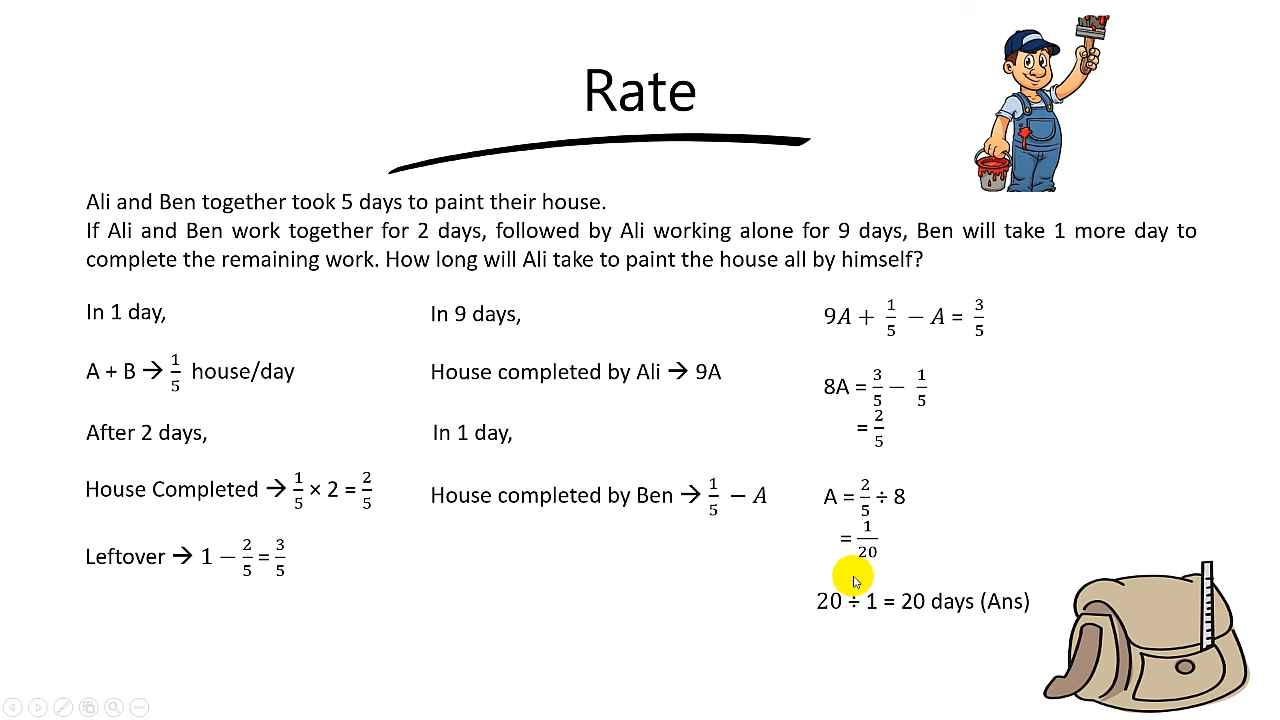 Rate
Ali and Ben together took 5 days to paint their house.
If Ali and Ben work together for 2 days, followed by Ali working alone for 9 days, Ben will take 1 more day to
complete the remaining work. How long will Ali take to paint the house all by himself?
In 1 day,
A + B → 1/5 house/day
After 2 days,
House Completed → 1/5 × 2 = 2/5
Leftover → 1 − 2/5 = 3/5
In 9 days,
House completed by Ali → 9A
In 1 day,
House completed by Ben → 1/5 − A
9A + 1/5 − A = 3/5
8A = 3/5 − 1/5
= 2/5
A = 2/5 ÷ 8
= 1/20
20 ÷ 1 = 20 days (Ans)